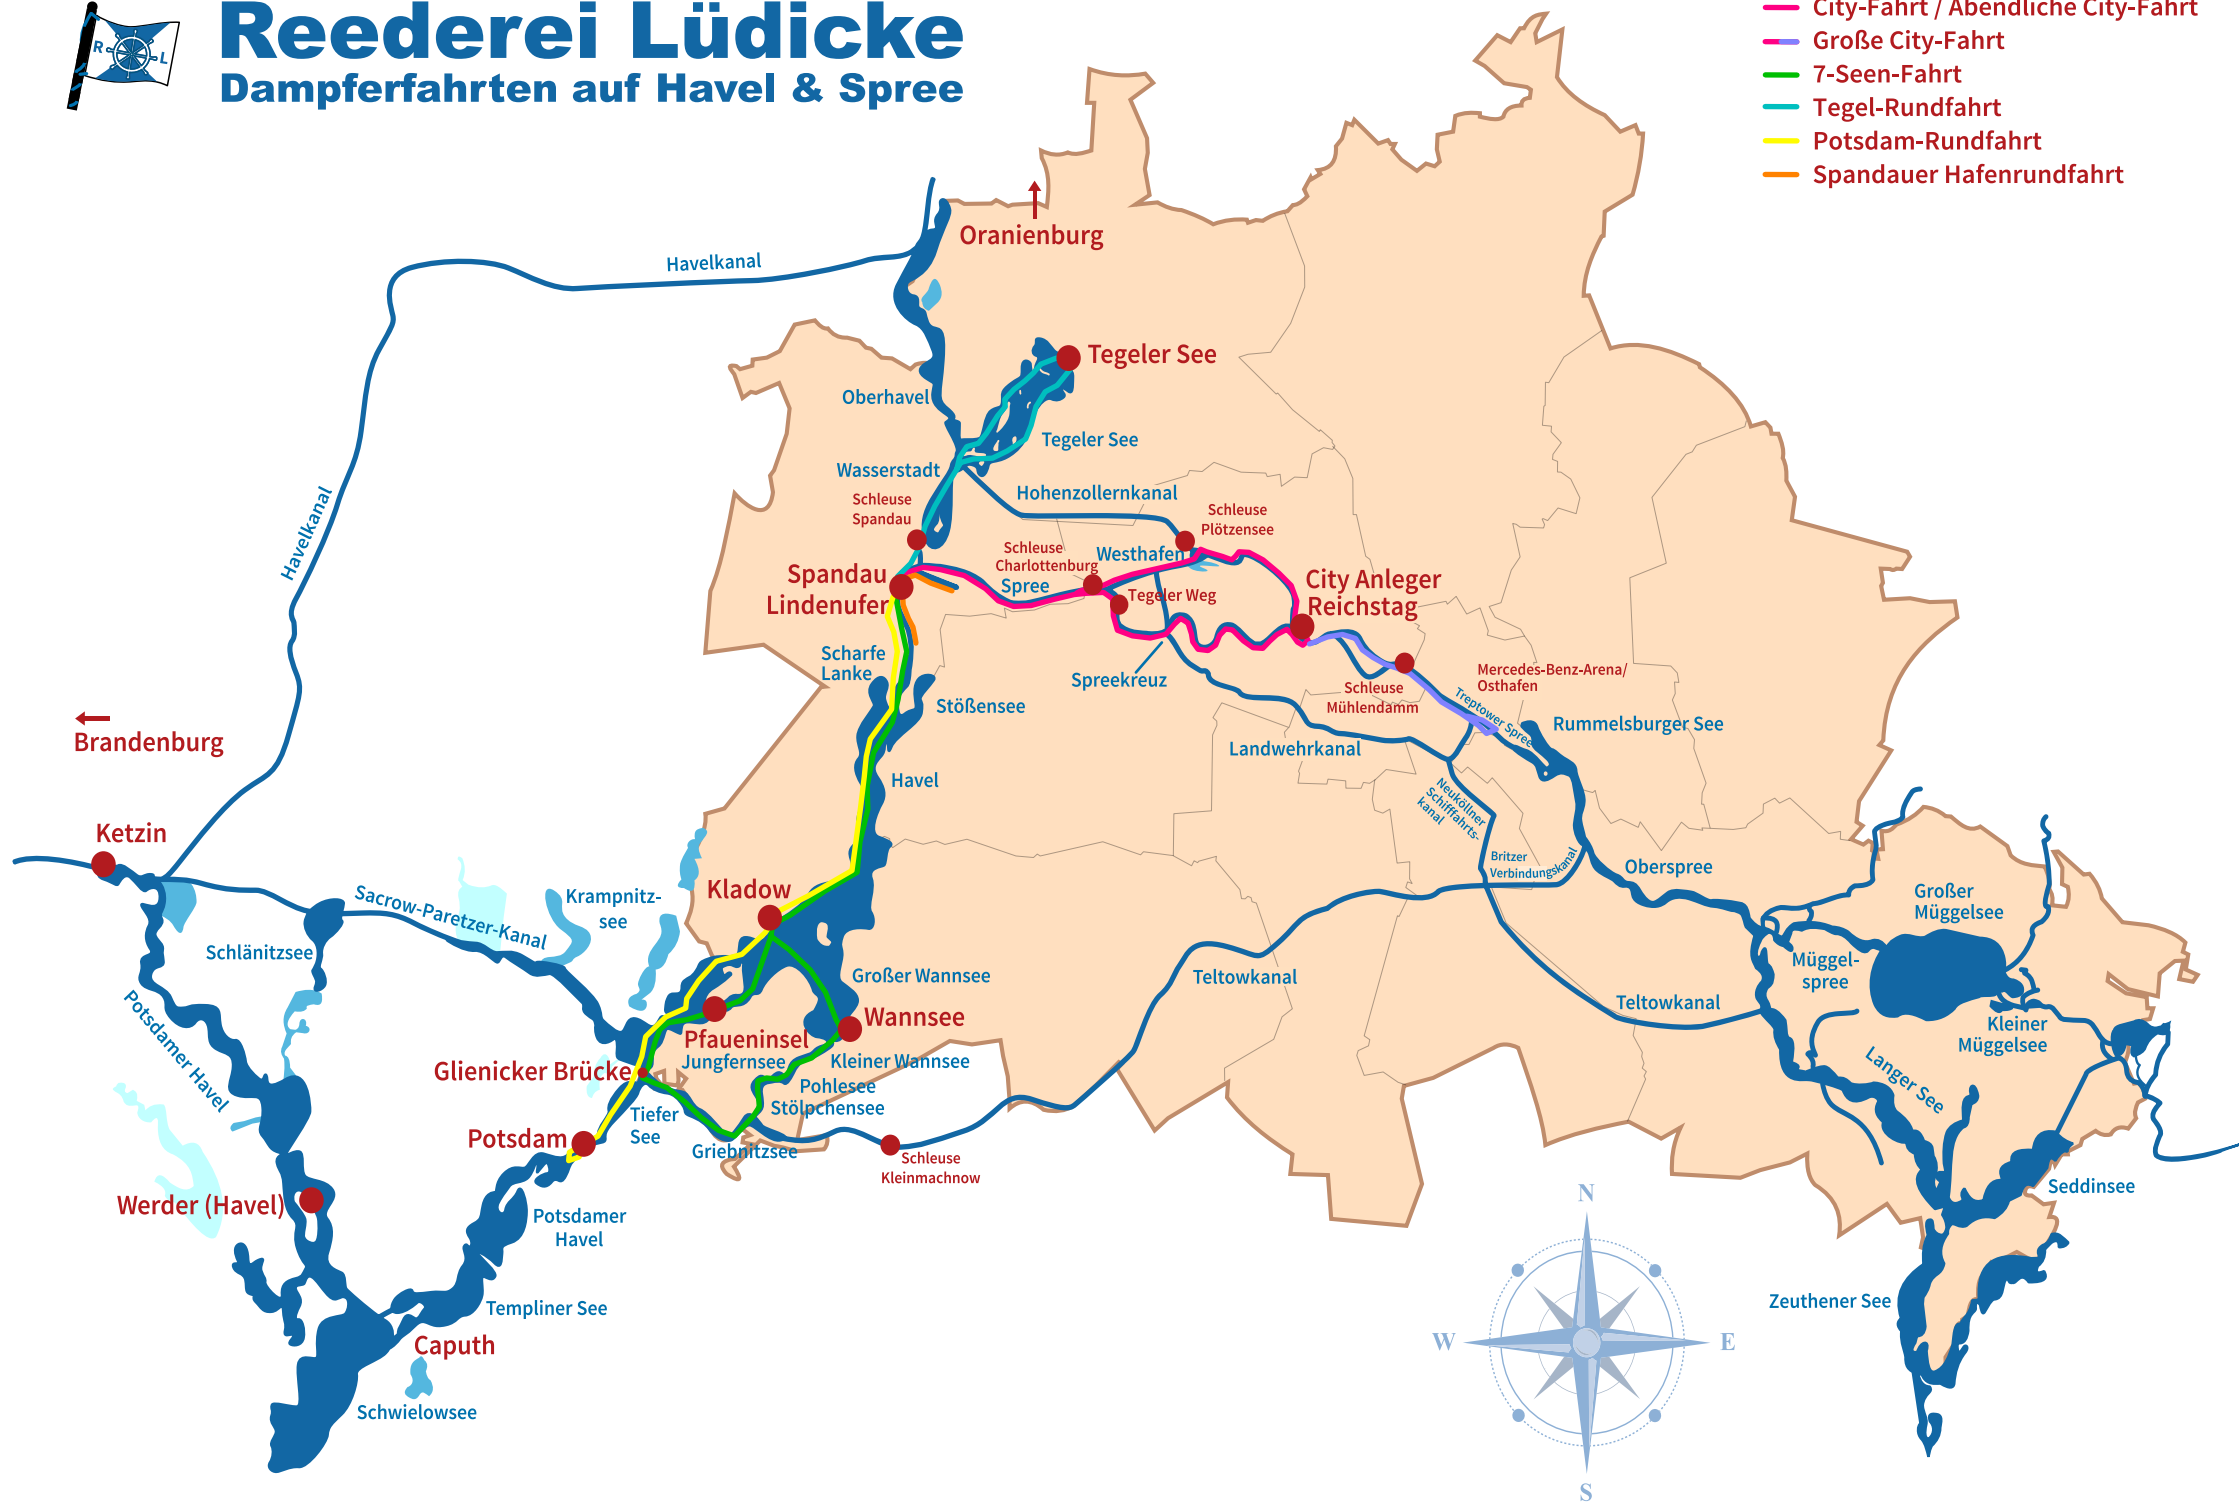 R
L
Reederei Lüdicke
Dampferfahrten auf Havel & Spree
City-Fahrt / Abendliche City-Fahrt
Große City-Fahrt
7-Seen-Fahrt
Tegel-Rundfahrt
Potsdam-Rundfahrt
Spandauer Hafenrundfahrt
Oranienburg
Havelkanal
Tegeler See
Oberhavel
Tegeler See
Wasserstadt
Schleuse
Spandau
Hohenzollernkanal
Schleuse
Plötzensee
Havelkanal
Schleuse
Charlottenburg
Westhafen
Spandau
Lindenufer
Spree
Tegeler Weg
City Anleger
Reichstag
Scharfe
Lanke
Stößensee
Spreekreuz
Schleuse
Mühlendamm
Mercedes-Benz-Arena/
Osthafen
Treptower Spree
Rummelsburger See
Landwehrkanal
Brandenburg
Havel
Neuköllner
Schifffahrts-
kanal
Ketzin
Britzer
Verbindungskanal
Oberspree
Kladow
Krampnitz-
see
Sacrow-Paretzer-Kanal
Großer
Müggelsee
Schlänitzsee
Großer Wannsee
Teltowkanal
Müggel-
spree
Potsdamer Havel
Wannsee
Teltowkanal
Kleiner
Müggelsee
Pfaueninsel
Jungfernsee
Kleiner Wannsee
Glienicker Brücke
Pohlesee
Stölpchensee
Langer See
Tiefer
See
Potsdam
Griebnitzsee
Schleuse
Kleinmachnow
Seddinsee
Werder (Havel)
Potsdamer
Havel
N
W
E
S
Zeuthener See
Templiner See
Caputh
Schwielowsee